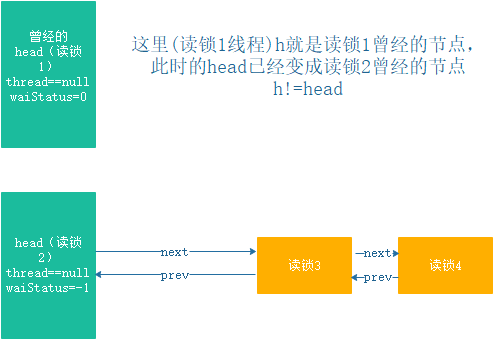 曾经的
head（读锁
1）
thread==null
waiStatus=0
这里(读锁1线程)h就是读锁1曾经的节点，
此时的head已经变成读锁2曾经的节点
h!=head
head（读锁
2）
thread==null
waiStatus=-1
next
prev
读锁3
next
prev
读锁4